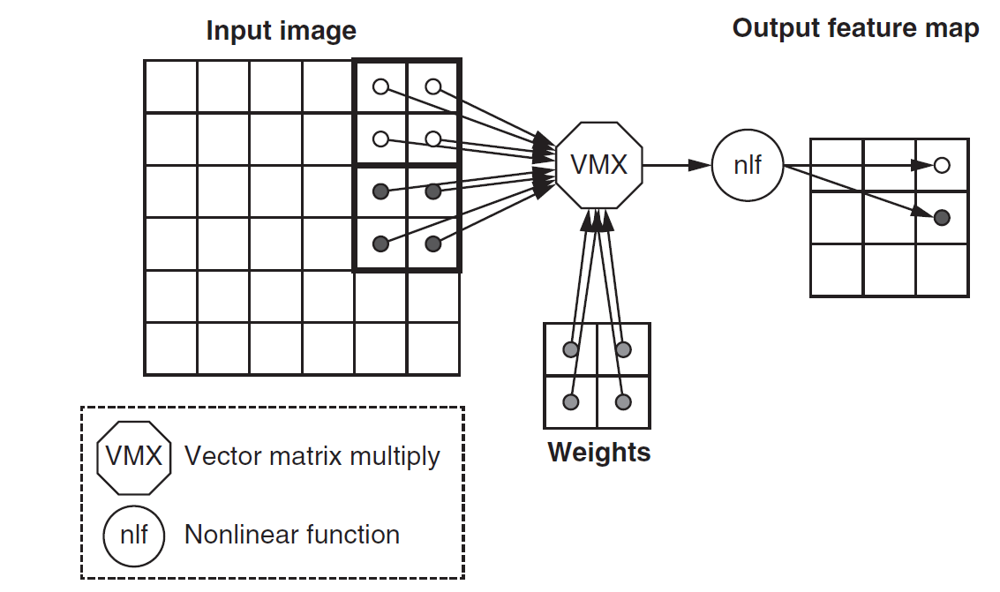 Input image
Output feature map
VMX
nlf
Weights
VMX Vector matrix multiply
nlf Nonlinear function